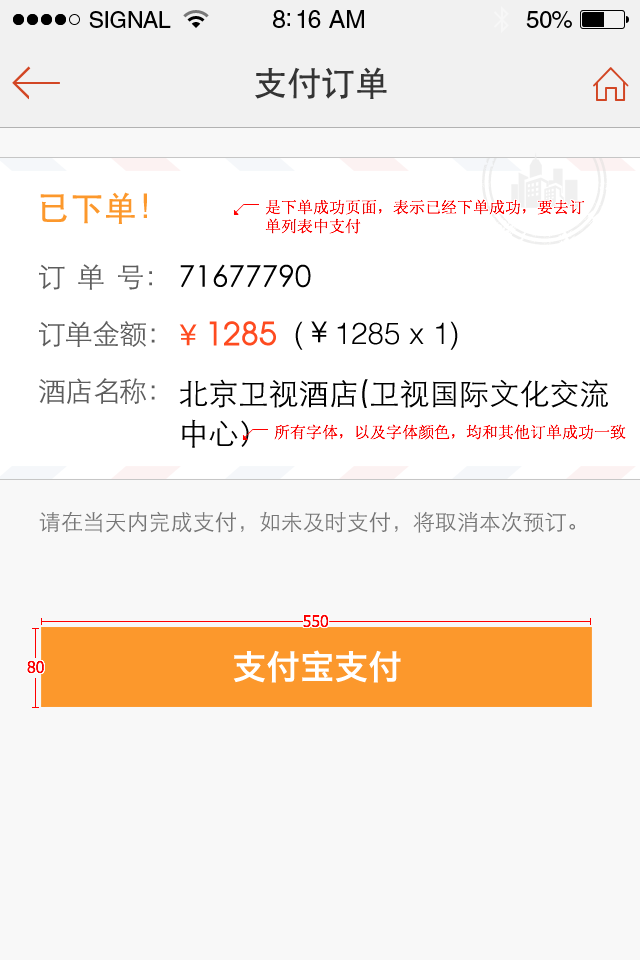 SIGNAL 8:16 AM 50%
支付订单
已下单!
是下单成功页面，表示已经下单成功，要去订
单列表中支付
订 单 号： 71677790
订单金额： ￥1285 (￥1285 x 1)
酒店名称： 北京卫视酒店(卫视国际文化交流
中心)
所有字体，以及字体颜色，均和其他订单成功一致
请在当天内完成支付，如未及时支付，将取消本次预订。
550
80
支付宝支付